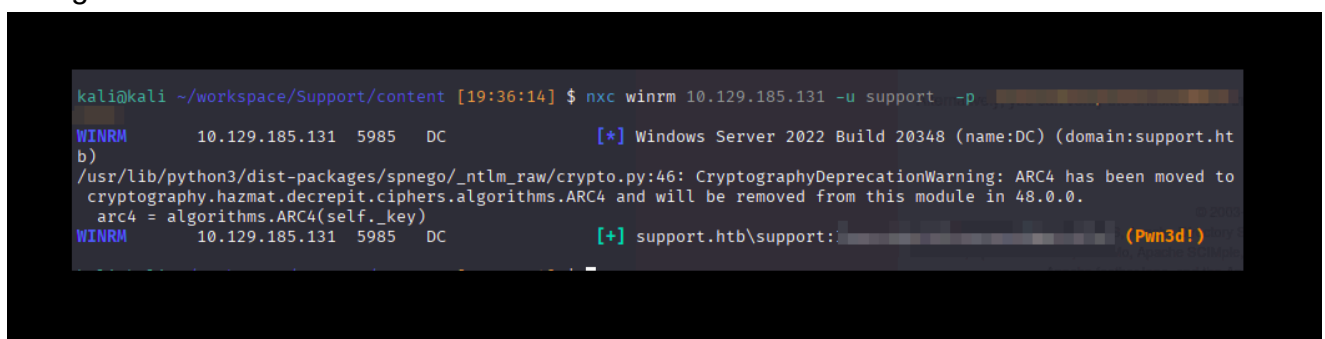 kali@kali ~/workspace/Support/content [19:36:14] $ nxc winrm 10.129.185.131 -u support -p
WINRM 10.129.185.131 5985 DC [*] Windows Server 2022 Build 20348 (name:DC) (domain:support.ht
b)
/usr/lib/python3/dist-packages/spnego/_ntlm_raw/crypto.py:46: CryptographyDeprecationWarning: ARC4 has been moved to
cryptography.hazmat.decrepit.ciphers.algorithms.ARC4 and will be removed from this module in 48.0.0.
arc4 = algorithms.ARC4(self._key)
WINRM 10.129.185.131 5985 DC [+] support.htb\support: (Pwn3d!)